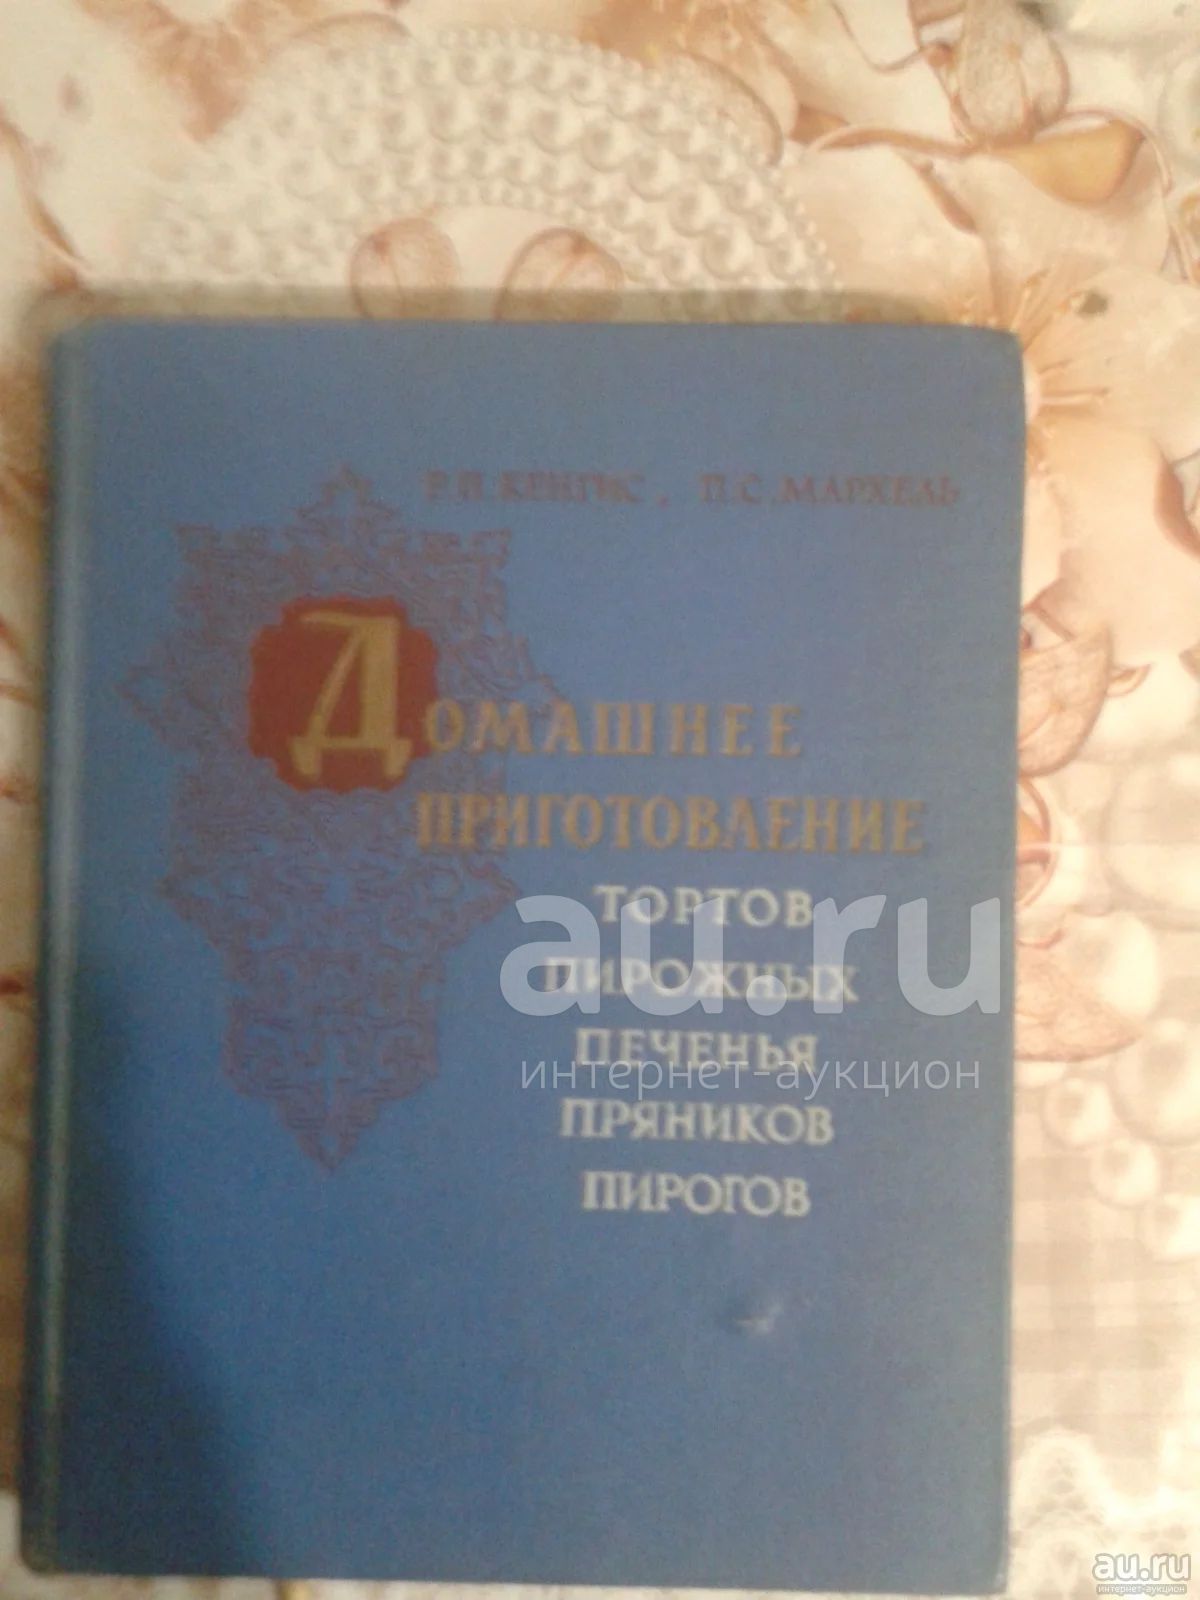 Р.П.КЕНГИС, П.С.МАРХЕЛЬ
ДОМАШНЕЕ
ПРИГОТОВЛЕНИЕ
ТОРТОВ
ПИРОЖНЫХ
ПЕЧЕНЬЯ
ПРЯНИКОВ
ПИРОГОВ
au.ru
интернет-аукцион
au.ru
интернет-аукцион